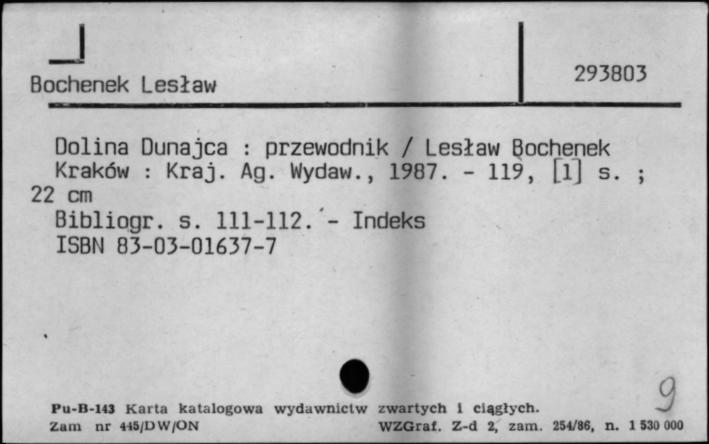 Bochenek Lesław
293803
Dolina Dunajca : przewodnik / Lesław Bochenek
Kraków : Kraj. Ag. Wydaw., 1987. - 119, [1] s. ;
22 cm
Bibliogr. s. 111-112. - Indeks
ISBN 83-03-01637-7
9
Pu-B-143 Karta katalogowa wydawnictw zwartych i ciągłych.
Zam nr 445/DW/ON WZGraf. Z-d 2, zam. 254/86, n. 1 530 000